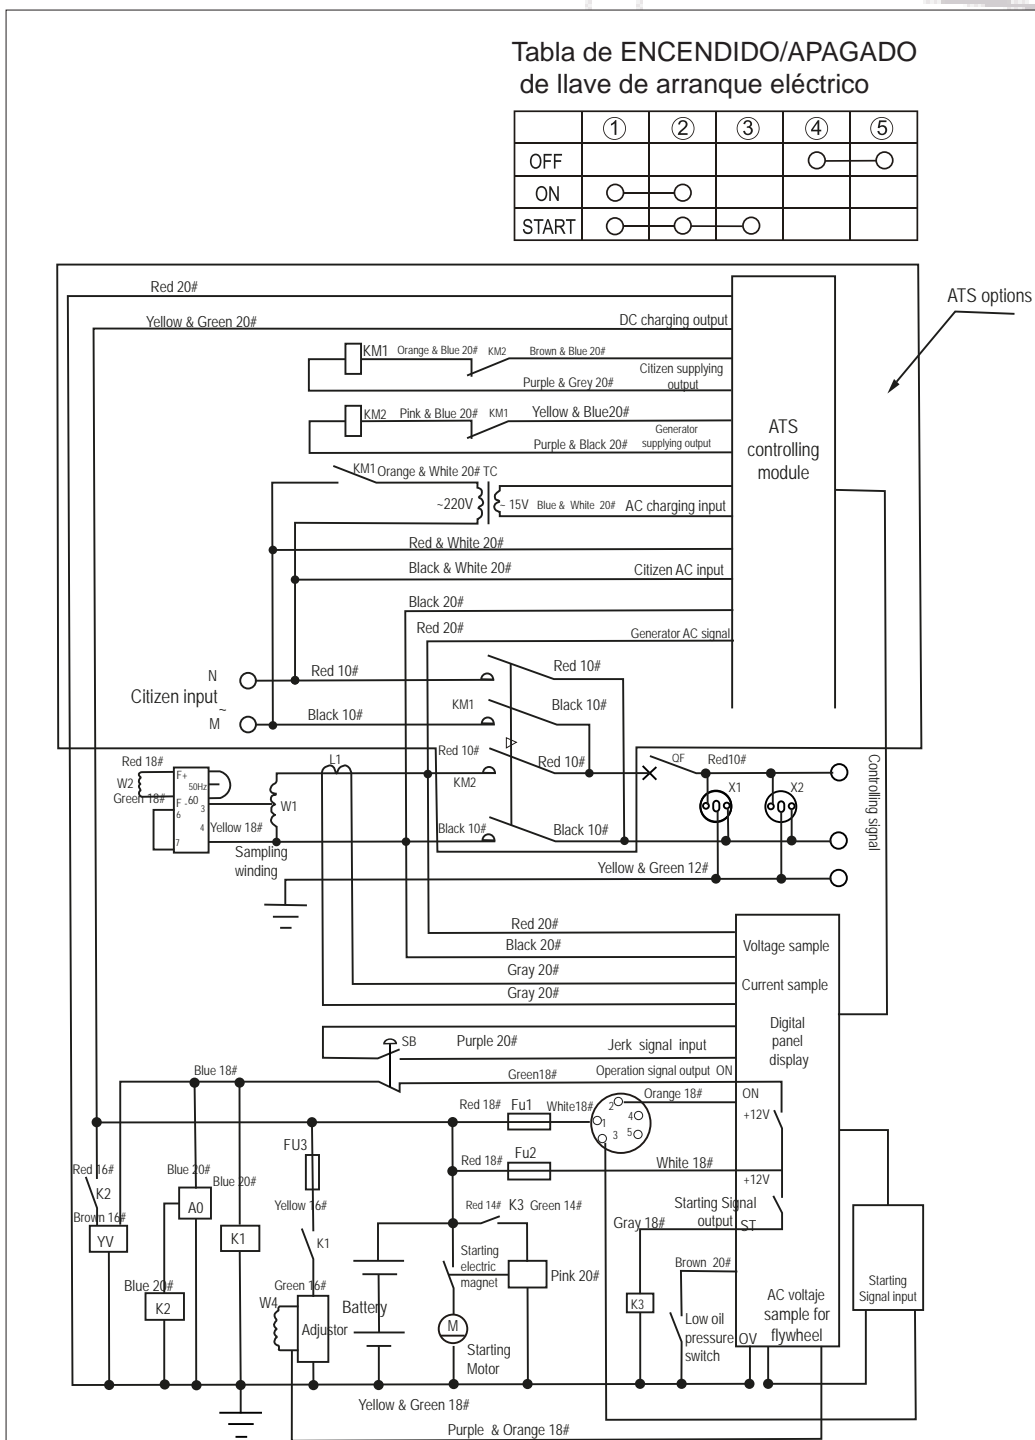 Tabla de ENCENDIDO/APAGADO
de llave de arranque eléctrico
① ② ③ ④ ⑤
OFF
ON
START
Red 20#
ATS options
Yellow & Green 20#
DC charging output
KM1 Orange & Blue 20# KM2 Brown & Blue 20#
Citizen supplying
output
Purple & Grey 20#
KM2 Pink & Blue 20# KM1 Yellow & Blue20#
Generator
supplying output
Purple & Black 20#
ATS
controlling
module
KM1 Orange & White 20# TC
~220V ~ 15V Blue & White 20# AC charging input
Red & White 20#
Black & White 20# Citizen AC input
Black 20#
Red 20# Generator AC signal
N Red 10# Red 10#
Citizen input
~
M Black 10# KM1 Black 10#
Red 18# L1 Red 10# Red 10# QF Red10#
W2 F+ 50Hz KM2 X1 X2
Green 18# F - 60 3 W1
6 4 Yellow 18# Black 10# Black 10#
7
Sampling
winding
Controlling signal
Yellow & Green 12#
Red 20#
Black 20# Voltage sample
Gray 20#
Gray 20# Current sample
Digital
panel
display
SB Purple 20# Jerk signal input
Blue 18# Green18# Operation signal output ON
Red 18# Fu1 White18# 2 1 4 3 5 Orange 18# ON
+12V
FU3 Red 18# Fu2 White 18#
+12V
Red 16# Blue 20# Blue 20#
K2 A0 Yellow 16# Red 14# K3 Green 14# Starting Signal
output ST
Brown 16# Gray 18#
YV K1 K1 Starting
electric
magnet
Pink 20# Brown 20#
Blue 20# Green 16#
K2 W4 Adjustor Battery M K3
Starting
Motor
Low oil
pressure
switch
OV
AC voltaje
sample for
flywheel
Starting
Signal input
Yellow & Green 18#
Purple & Orange 18#